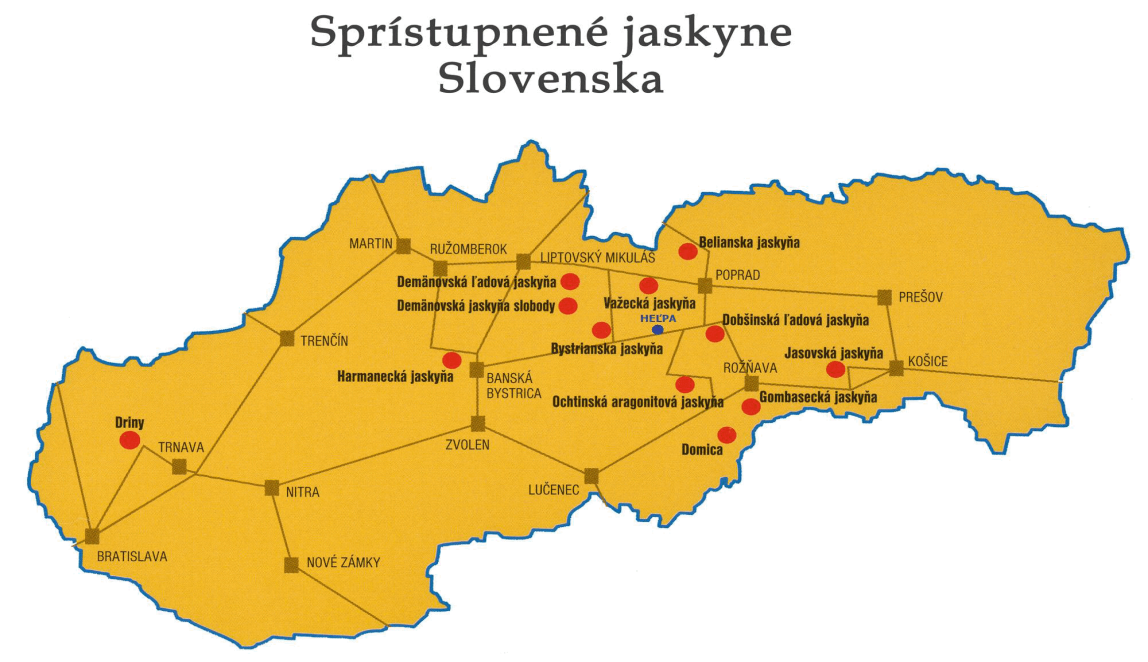 Sprístupnené jaskyne
Slovenska
MARTIN
RUŽOMBEROK
LIPTOVSKÝ MIKULÁŠ
Belianska jaskyňa
Demänovská ľadová jaskyňa
POPRAD
Važecká jaskyňa
PREŠOV
Demänovská jaskyňa slobody
HEĽPA
Dobšinská ľadová jaskyňa
TRENČÍN
Bystrianska jaskyňa
Jasovská jaskyňa
KOŠICE
Harmanecká jaskyňa
BANSKÁ
BYSTRICA
ROŽŇAVA
Ochtinská aragonitová jaskyňa
Gombasecká jaskyňa
Driny
TRNAVA
ZVOLEN
Domica
NITRA
LUČENEC
BRATISLAVA
NOVÉ ZÁMKY